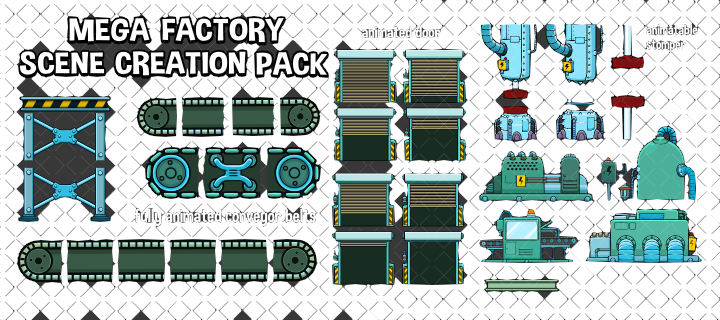 MEGA FACTORY
SCENE CREATION PACK
animated door
animatable
stomper
fully animated conveyor belts